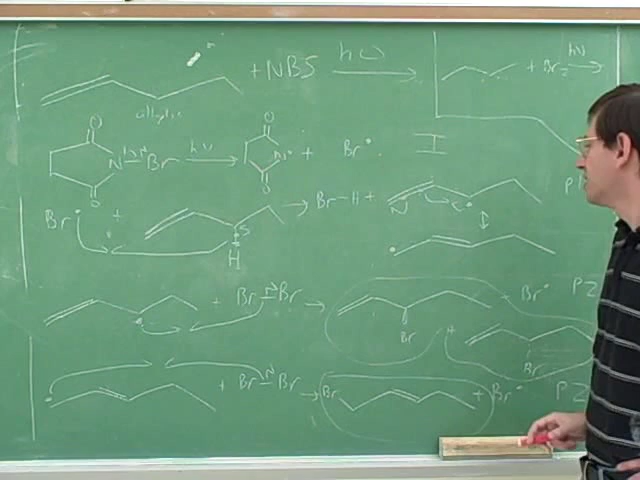 + NBS hν + Br₂ hν
allylic
O
N Br hν O N• + Br• I
O O P
Br• + S H Br-H +
+ Br Br + Br• P2
Br + Br
+ Br Br Br + Br• P2